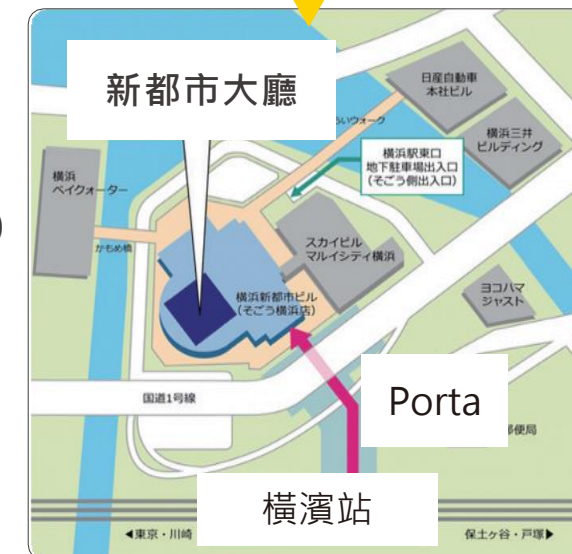 新都市大廳
日産自動車
本社ビル
いウォーク
横浜三井
ビルディング
横浜駅東口
地下駐車場出入口
(そごう側出入口)
横浜
ベイクォーター
かもめ橋
スカイビル
マルイシティ横浜
横浜新都市ビル
(そごう横浜店)
ヨコハマ
ジャスト
国道1号線
Porta
郵便局
橫濱站
◀東京・川崎
保土ヶ谷・戸塚▶